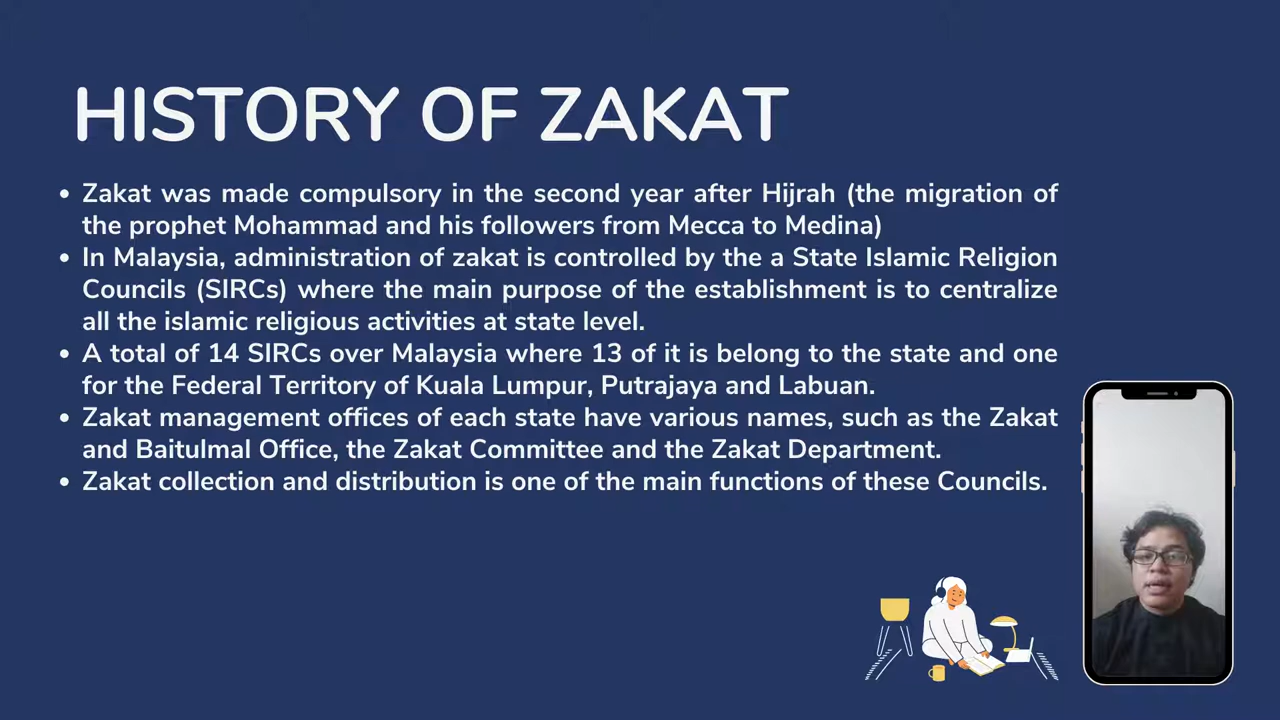 HISTORY OF ZAKAT
• Zakat was made compulsory in the second year after Hijrah (the migration of
the prophet Mohammad and his followers from Mecca to Medina)
• In Malaysia, administration of zakat is controlled by the a State Islamic Religion
Councils (SIRCs) where the main purpose of the establishment is to centralize
all the islamic religious activities at state level.
• A total of 14 SIRCs over Malaysia where 13 of it is belong to the state and one
for the Federal Territory of Kuala Lumpur, Putrajaya and Labuan.
• Zakat management offices of each state have various names, such as the Zakat
and Baitulmal Office, the Zakat Committee and the Zakat Department.
• Zakat collection and distribution is one of the main functions of these Councils.